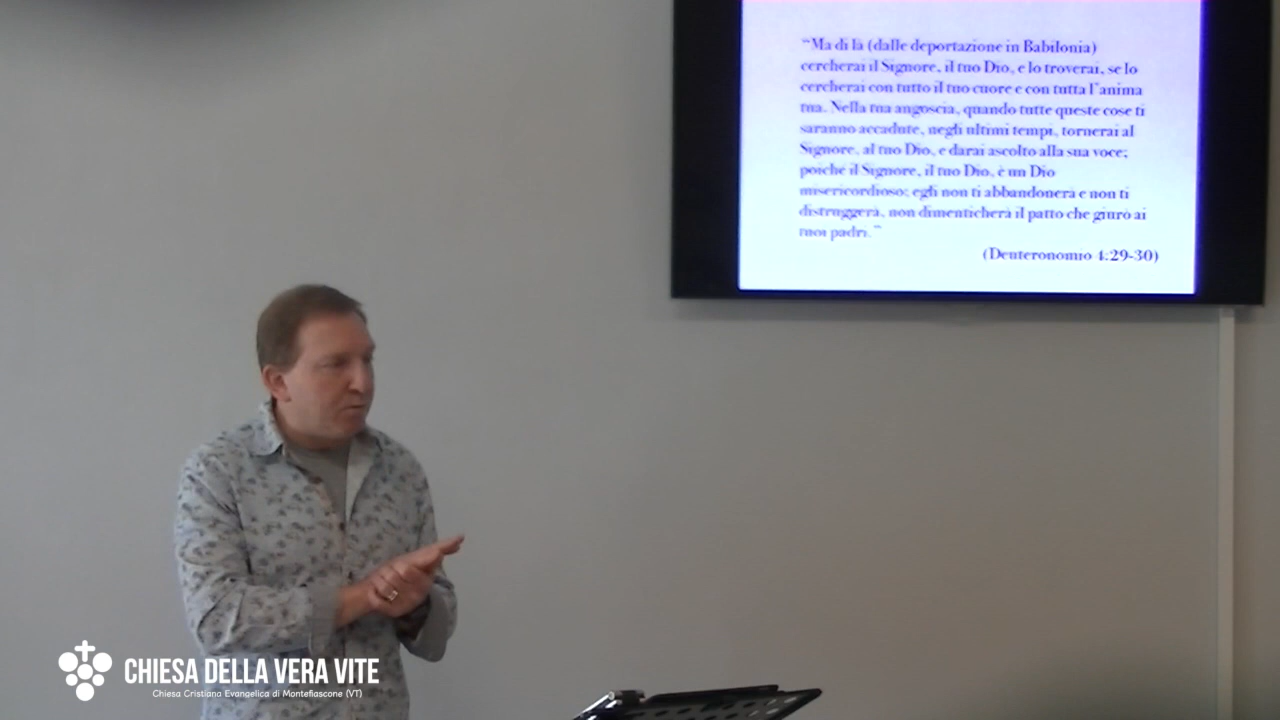 “Ma di là (dalle deportazione in Babilonia)
cercherai il Signore, il tuo Dio, e lo troverai, se lo
cercherai con tutto il tuo cuore e con tutta l’anima
tua. Nella tua angoscia, quando tutte queste cose ti
saranno accadute, negli ultimi tempi, tornerai al
Signore, al tuo Dio, e darai ascolto alla sua voce;
poiché il Signore, il tuo Dio, è un Dio
misericordioso; egli non ti abbandonerà e non ti
distruggerà, non dimenticherà il patto che giurò ai
tuoi padri.”
(Deuteronomio 4:29-30)
CHIESA DELLA VERA VITE
Chiesa Cristiana Evangelica di Montefiascone (VT)